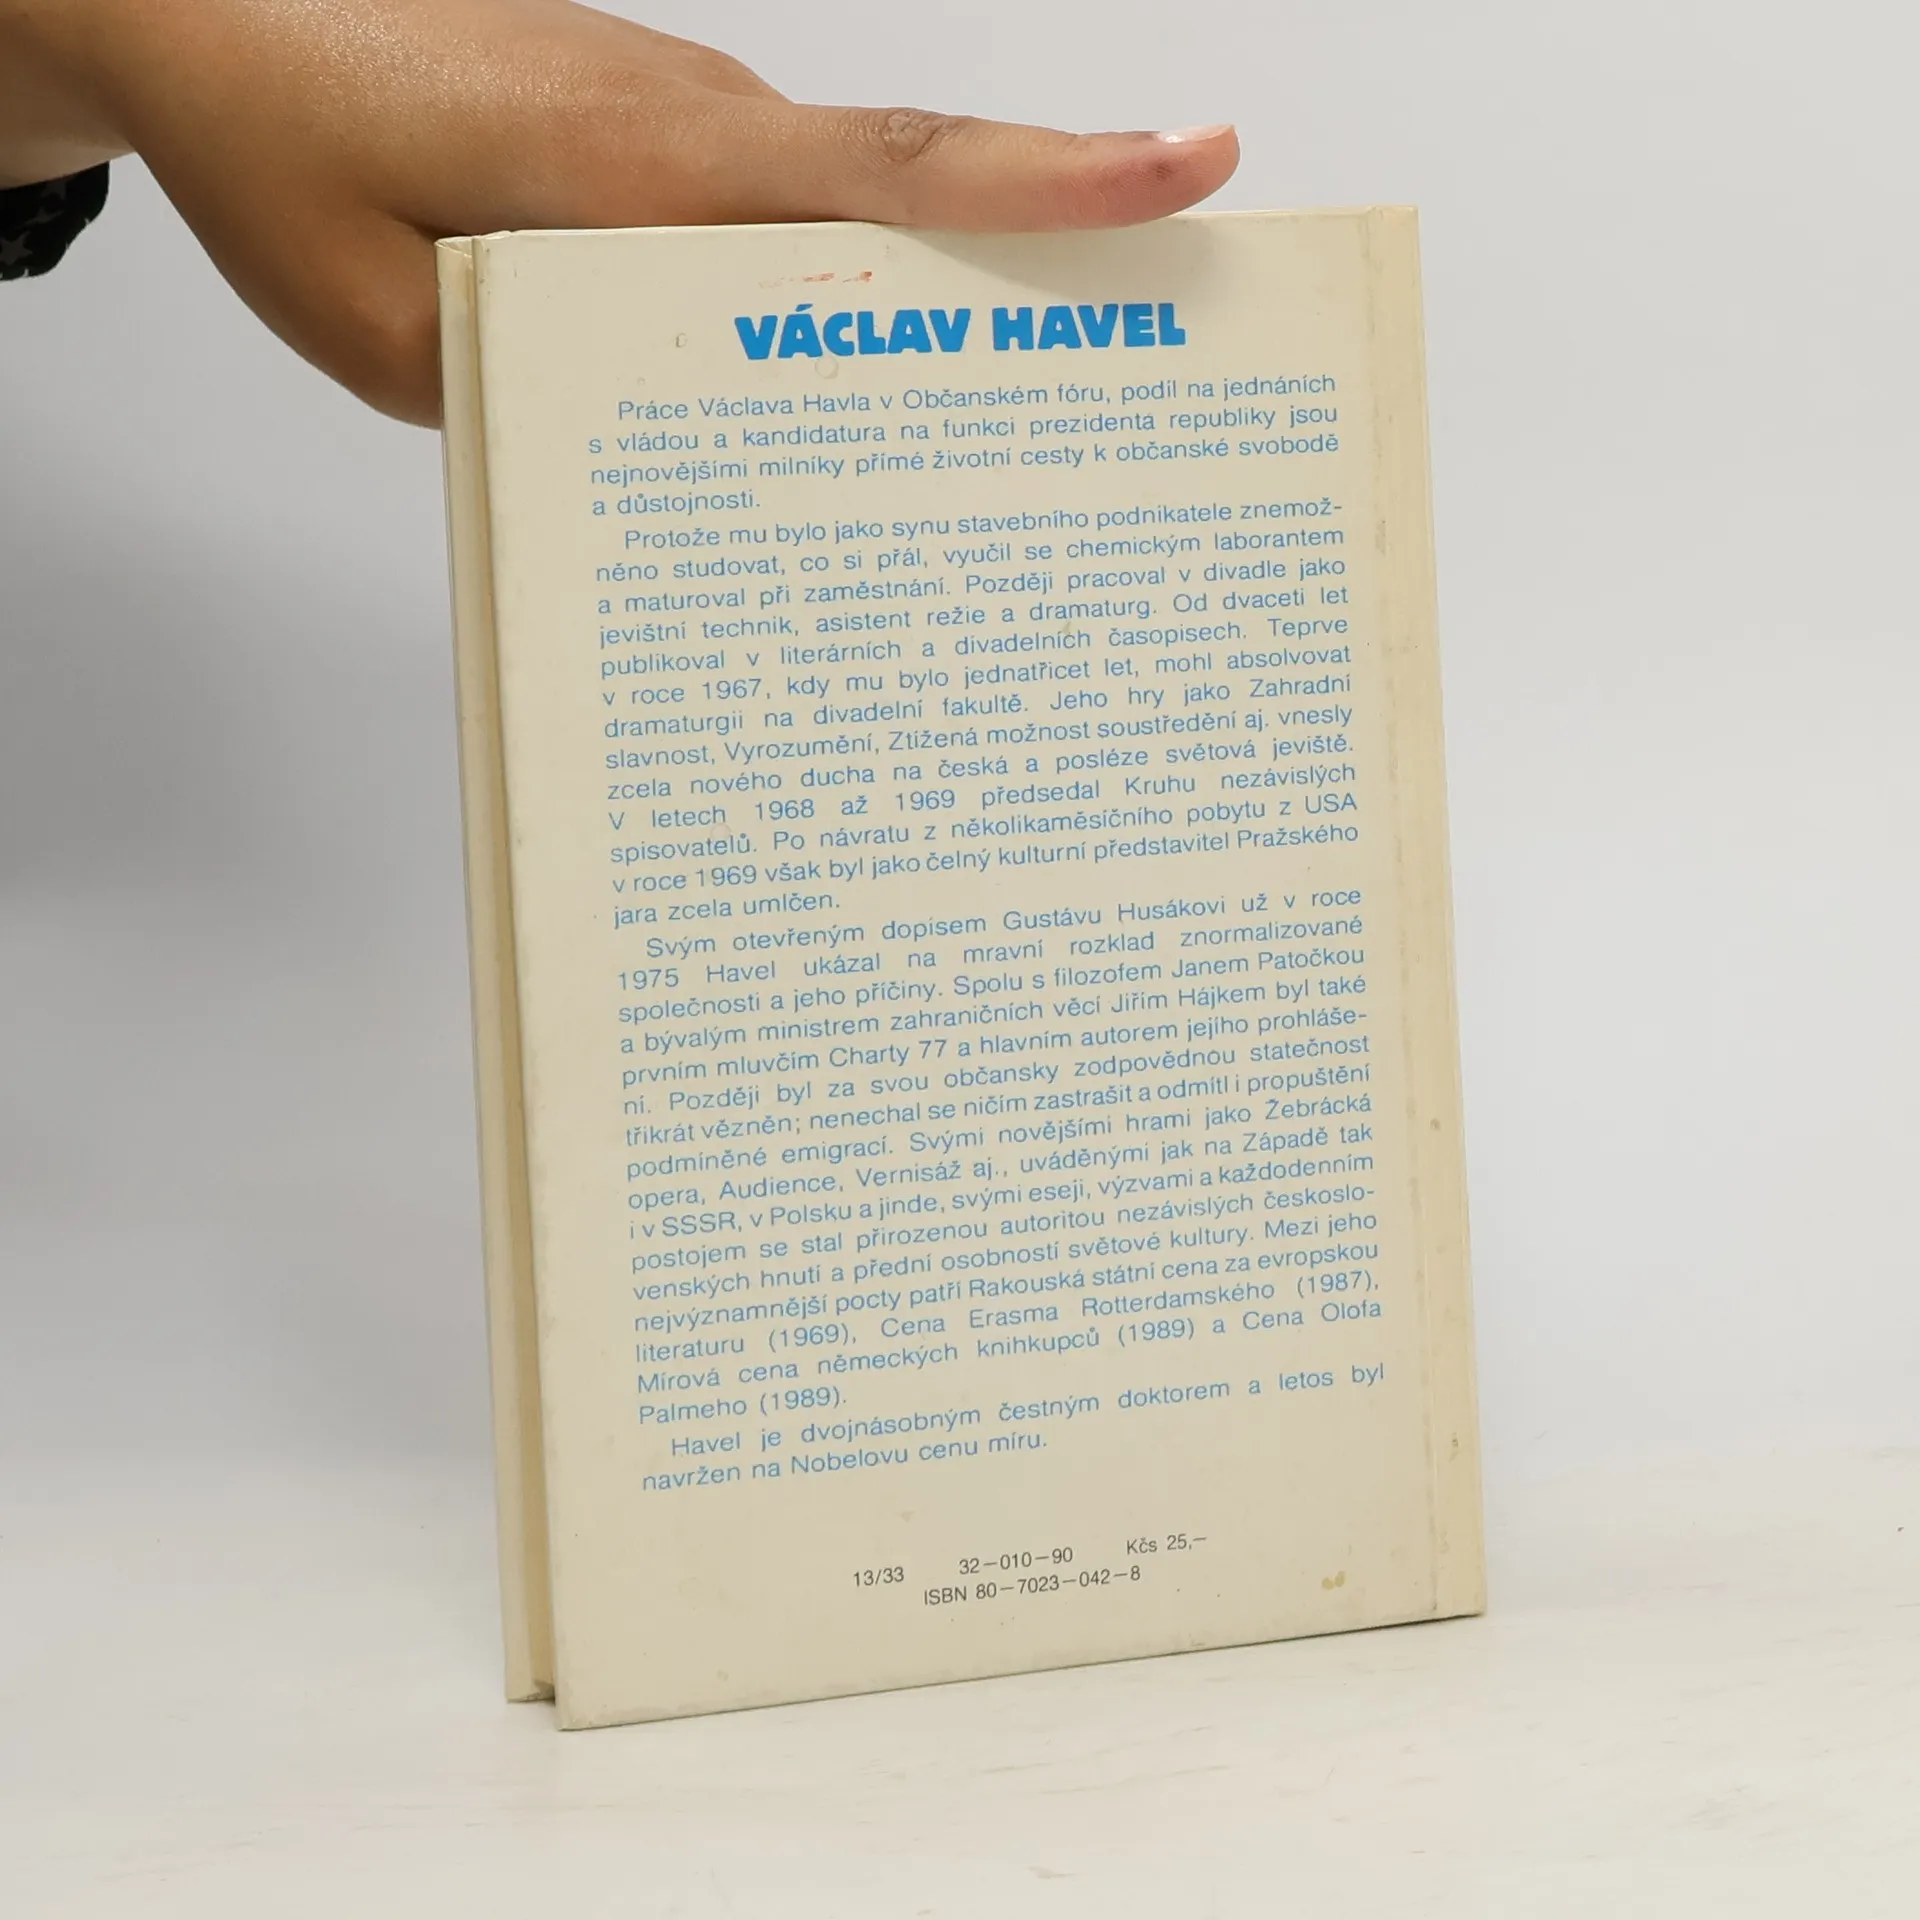 VÁCLAV HAVEL
Práce Václava Havla v Občanském fóru, podíl na jednáních
s vládou a kandidatura na funkci prezidenta republiky jsou
nejnovějšími milníky přímé životní cesty k občanské svobodě
a důstojnosti.
Protože mu bylo jako synu stavebního podnikatele znemož-
něno studovat, co si přál, vyučil se chemickým laborantem
a maturoval při zaměstnání. Později pracoval v divadle jako
jevištní technik, asistent režie a dramaturg. Od dvaceti let
publikoval v literárních a divadelních časopisech. Teprve
v roce 1967, kdy mu bylo jednatřicet let, mohl absolvovat
dramaturgii na divadelní fakultě. Jeho hry jako Zahradní
slavnost, Vyrozumění, Ztížená možnost soustředění aj. vnesly
zcela nového ducha na česká a posléze světová jeviště.
V letech 1968 až 1969 předsedal Kruhu nezávislých
spisovatelů. Po návratu z několikaměsíčního pobytu z USA
v roce 1969 však byl jako čelný kulturní představitel Pražského
jara zcela umlčen.
Svým otevřeným dopisem Gustávu Husákovi už v roce
1975 Havel ukázal na mravní rozklad znormalizované
společnosti a jeho příčiny. Spolu s filozofem Janem Patočkou
a bývalým ministrem zahraničních věcí Jiřím Hájkem byl také
prvním mluvčím Charty 77 a hlavním autorem jejího prohláše-
ní. Později byl za svou občansky zodpovědnou statečnost
třikrát vězněn; nenechal se ničím zastrašit a odmítl i propuštění
podmíněné emigrací. Svými novějšími hrami jako Žebrácká
opera, Audience, Vernisáž aj., uváděnými jak na Západě tak
i v SSSR, v Polsku a jinde, svými eseji, výzvami a každodenním
postojem se stal přirozenou autoritou nezávislých českoslo-
venských hnutí a přední osobností světové kultury. Mezi jeho
nejvýznamnější pocty patří Rakouská státní cena za evropskou
literaturu (1969), Cena Erasma Rotterdamského (1987),
Mírová cena německých knihkupců (1989) a Cena Olofa
Palmeho (1989).
Havel je dvojnásobným čestným doktorem a letos byl
navržen na Nobelovu cenu míru.
13/33 32–010–90 Kčs 25,–
ISBN 80–7023–042–8